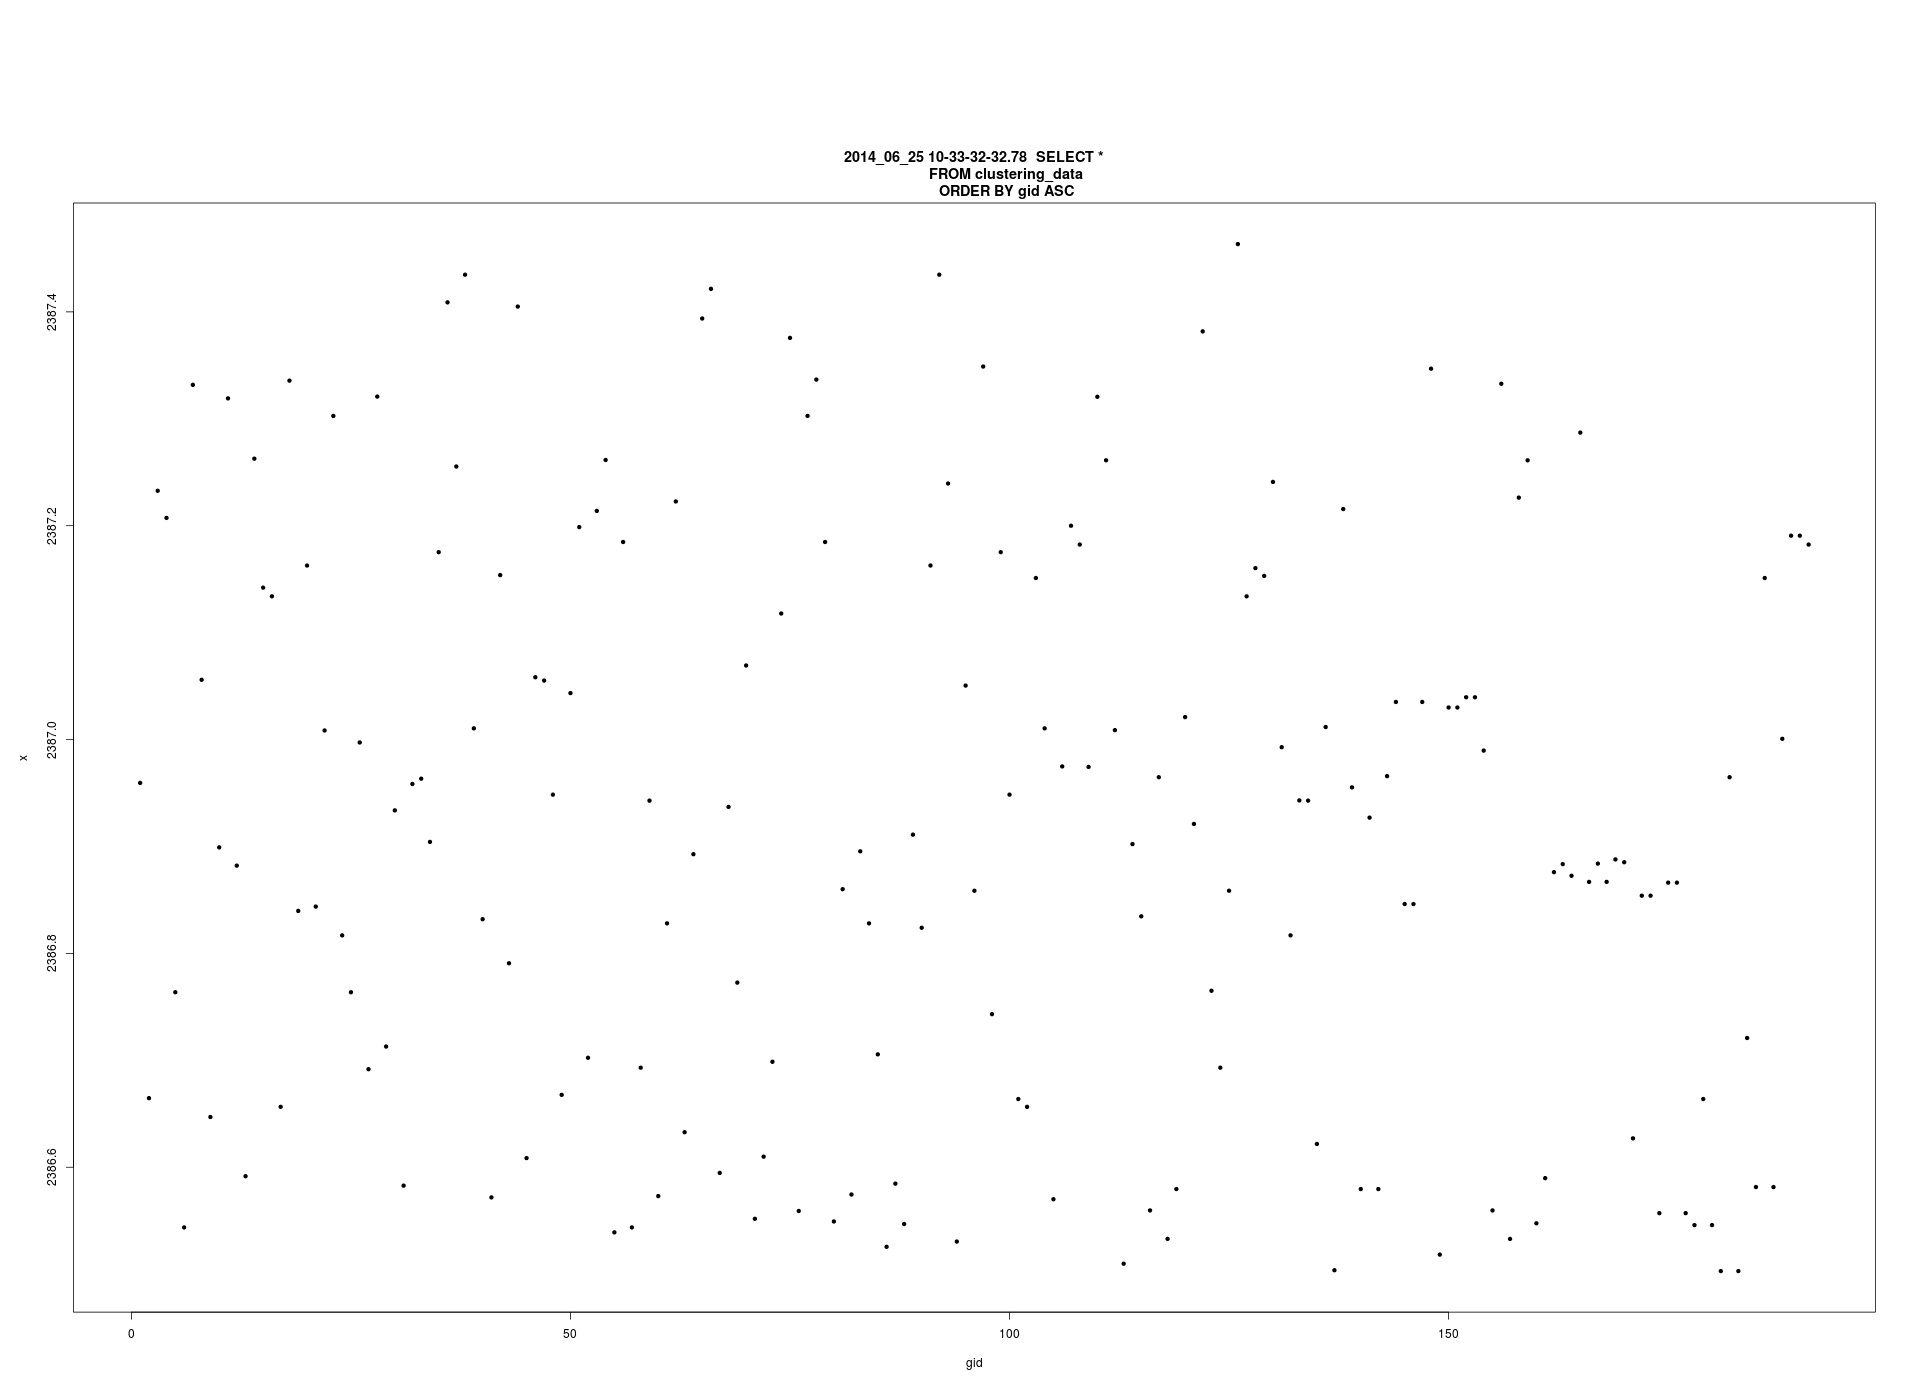 2014_06_25 10-33-32-32.78 SELECT *
FROM clustering_data
ORDER BY gid ASC
2387.4
2387.2
2387.0
2386.8
2386.6
x
0 50 100 150
gid